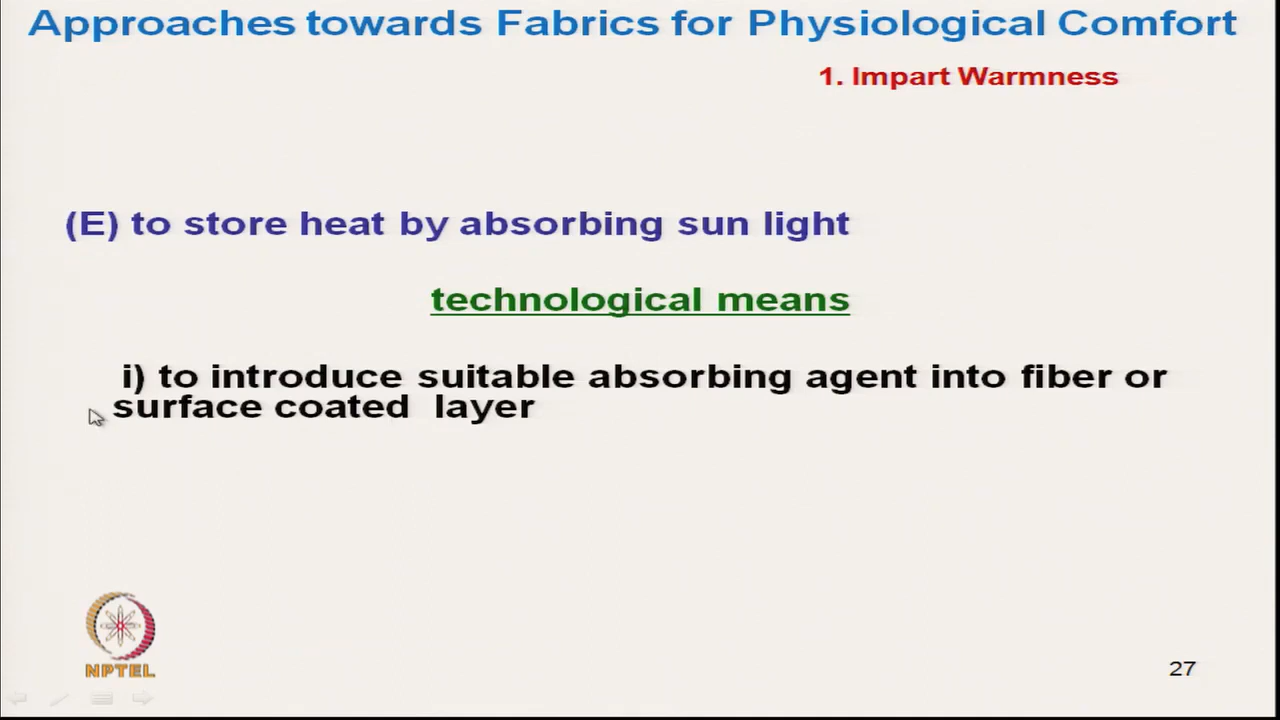 Approaches towards Fabrics for Physiological Comfort
1. Impart Warmness
(E) to store heat by absorbing sun light
technological means
i) to introduce suitable absorbing agent into fiber or
surface coated layer
NPTEL
27